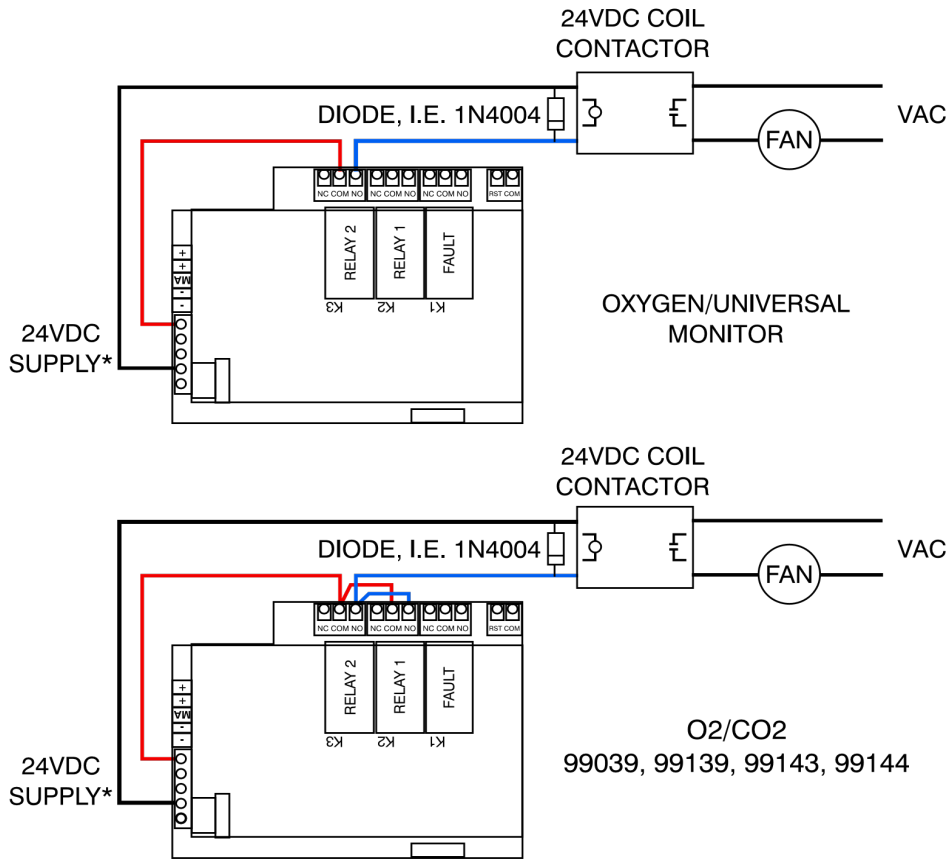 24VDC COIL
CONTACTOR
DIODE, I.E. 1N4004
VAC
FAN
NC COM NO NC COM NO NC COM NO RST COM
RELAY 2
RELAY 1
FAULT
K3
K2
K1
+
+
MA
-
-
24VDC
SUPPLY*
OXYGEN/UNIVERSAL
MONITOR
24VDC COIL
CONTACTOR
DIODE, I.E. 1N4004
VAC
FAN
NC COM NO NC COM NO NC COM NO RST COM
RELAY 2
RELAY 1
FAULT
K3
K2
K1
+
+
MA
-
24VDC
SUPPLY*
O2/CO2
99039, 99139, 99143, 99144